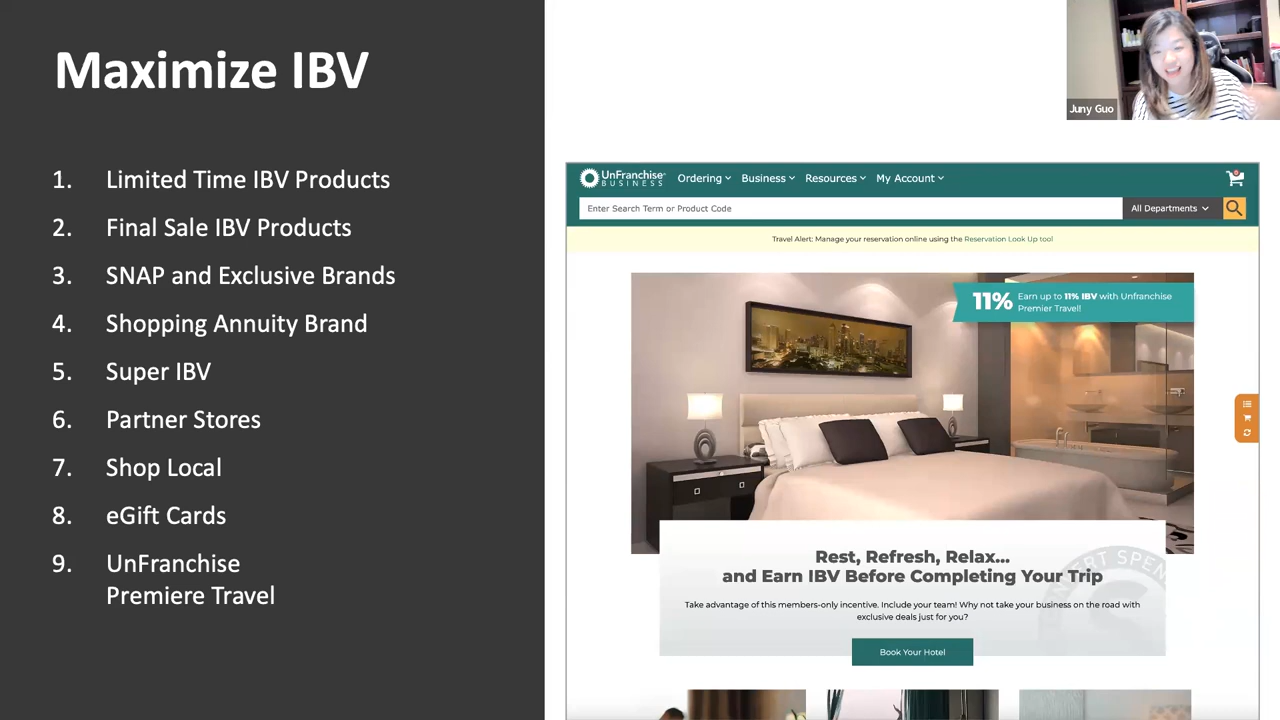 Maximize IBV
1. Limited Time IBV Products
2. Final Sale IBV Products
3. SNAP and Exclusive Brands
4. Shopping Annuity Brand
5. Super IBV
6. Partner Stores
7. Shop Local
8. eGift Cards
9. UnFranchise
Premiere Travel
Juny Guo
UnFranchise®
BUSINESS
Ordering
Business
Resources
My Account
Enter Search Term or Product Code
All Departments
Travel Alert: Manage your reservation online using the Reservation Look Up tool
11%
Earn up to 11% IBV with Unfranchise
Premier Travel!
Rest, Refresh, Relax...
and Earn IBV Before Completing Your Trip
Take advantage of this members-only incentive. Include your team! Why not take your business on the road with
exclusive deals just for you?
Book Your Hotel